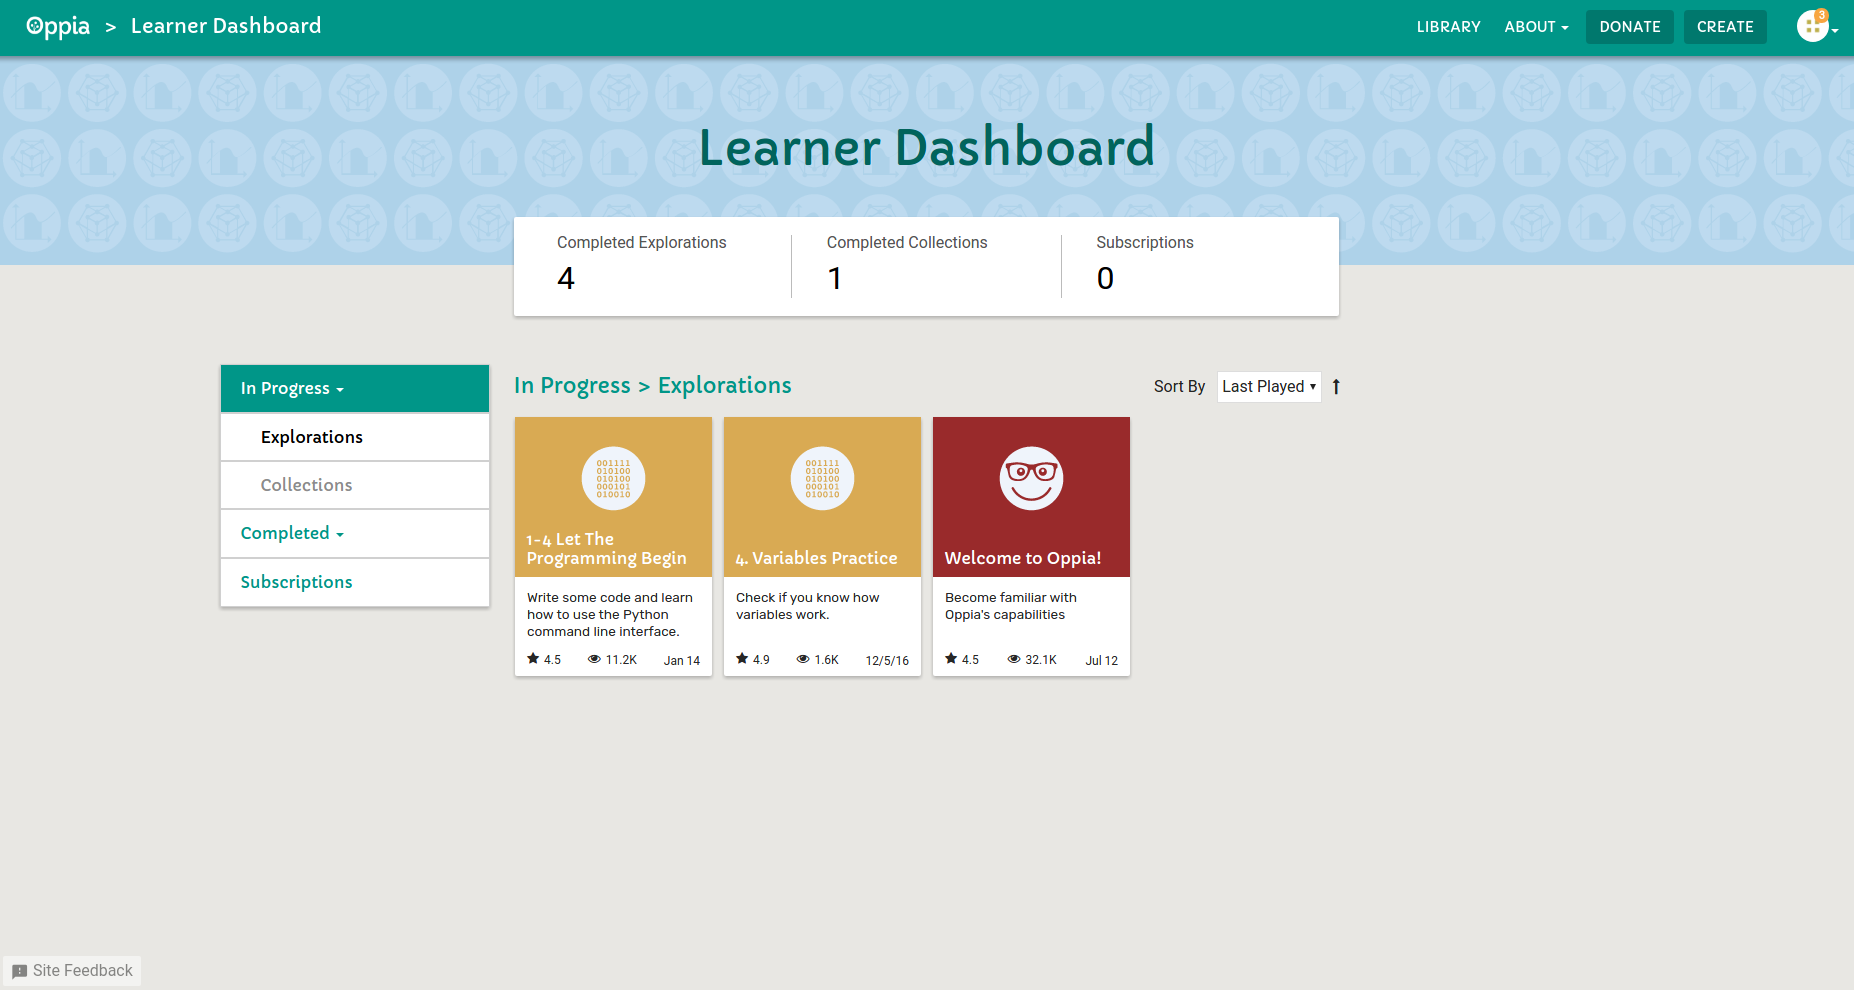 Oppia > Learner Dashboard
LIBRARY ABOUT DONATE CREATE 3
Learner Dashboard
Completed Explorations
4
Completed Collections
1
Subscriptions
0
In Progress
Explorations
Collections
Completed
Subscriptions
In Progress > Explorations
Sort By Last Played
001111
010100
010100
000101
010010
1-4 Let The
Programming Begin
Write some code and learn
how to use the Python
command line interface.
4.5 11.2K Jan 14
001111
010100
010100
000101
010010
4. Variables Practice
Check if you know how
variables work.
4.9 1.6K 12/5/16
Welcome to Oppia!
Become familiar with
Oppia's capabilities
4.5 32.1K Jul 12
Site Feedback